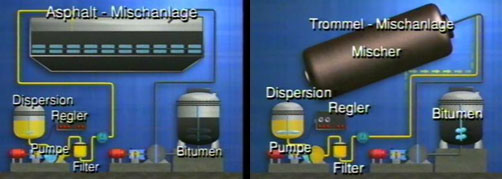 Asphalt - Mischanlage
Dispersion
Regler
Pumpe
Filter
Bitumen
Trommel - Mischanlage
Mischer
Dispersion
Regler
Pumpe
Filter
Bitumen